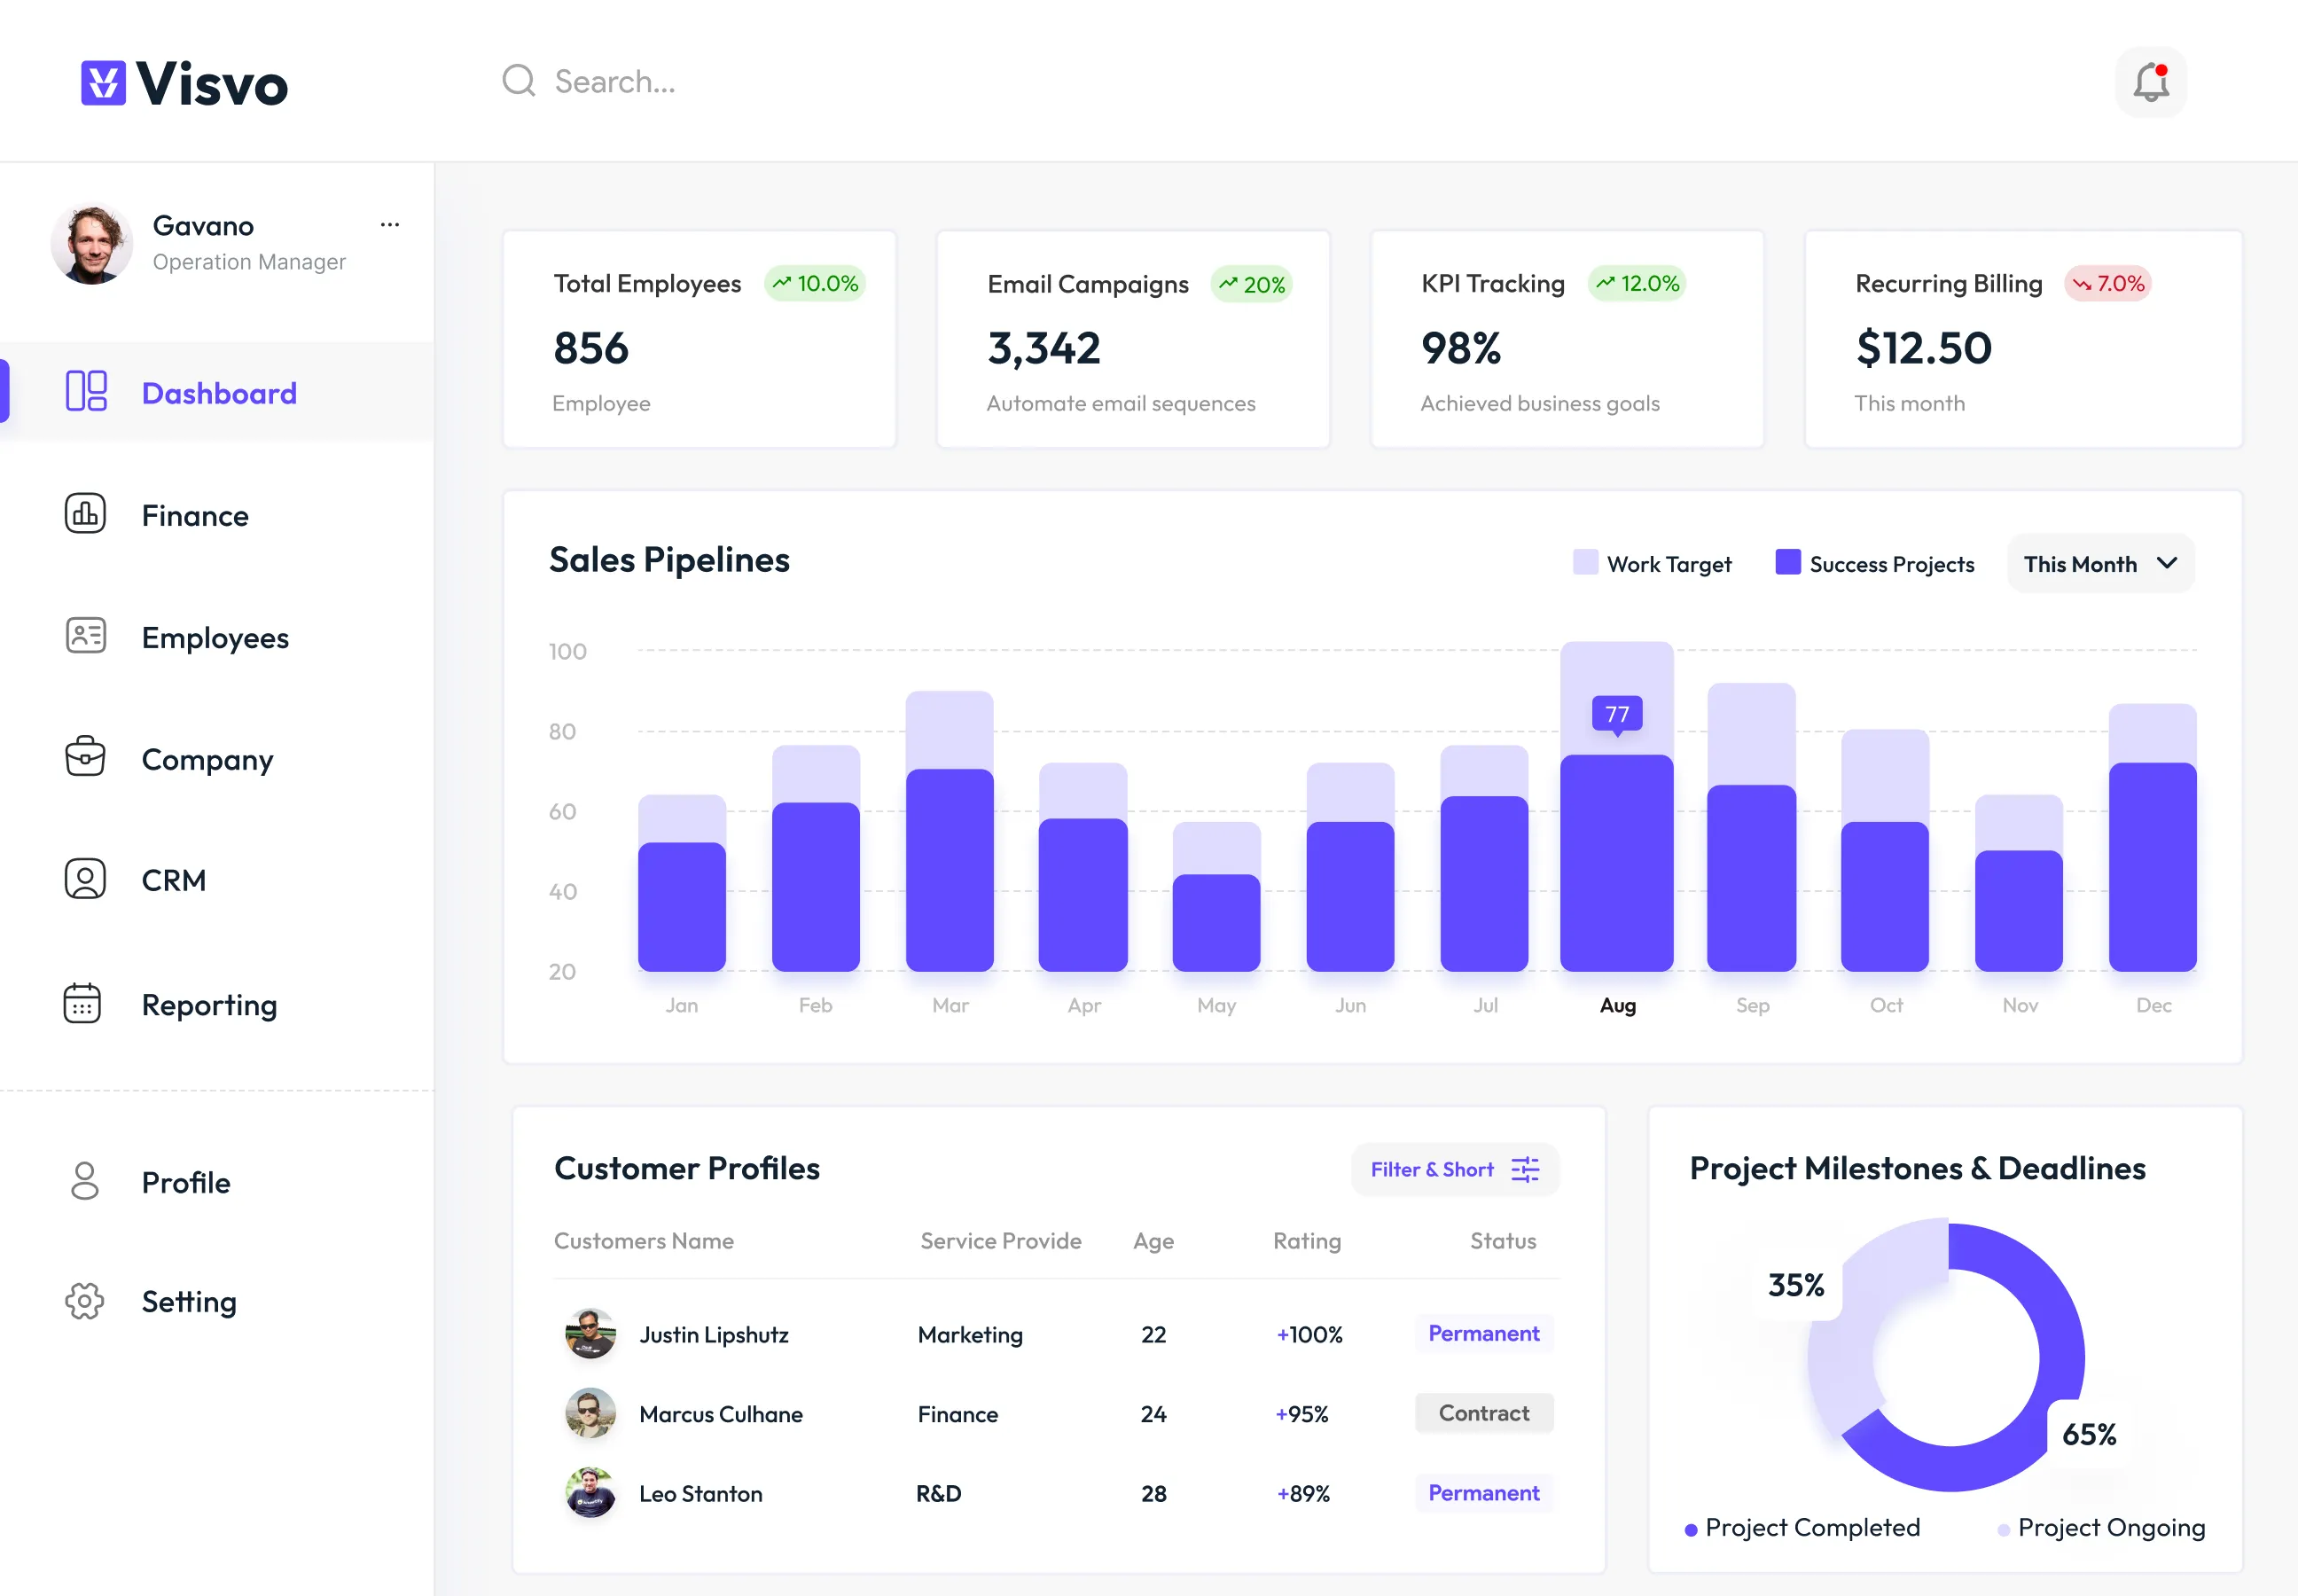 Visvo
Search...
Gavano
...
Operation Manager
Dashboard
Finance
Employees
Company
CRM
Reporting
Profile
Setting
Total Employees 10.0%
856
Employee
Email Campaigns 20%
3,342
Automate email sequences
KPI Tracking 12.0%
98%
Achieved business goals
Recurring Billing 7.0%
$12.50
This month
Sales Pipelines
Work Target Success Projects This Month
100
80
60
40
20
77
Jan Feb Mar Apr May Jun Jul Aug Sep Oct Nov Dec
Customer Profiles
Filter & Short
Customers Name Service Provide Age Rating Status
Justin Lipshutz Marketing 22 +100% Permanent
Marcus Culhane Finance 24 +95% Contract
Leo Stanton R&D 28 +89% Permanent
Project Milestones & Deadlines
35%
65%
Project Completed Project Ongoing